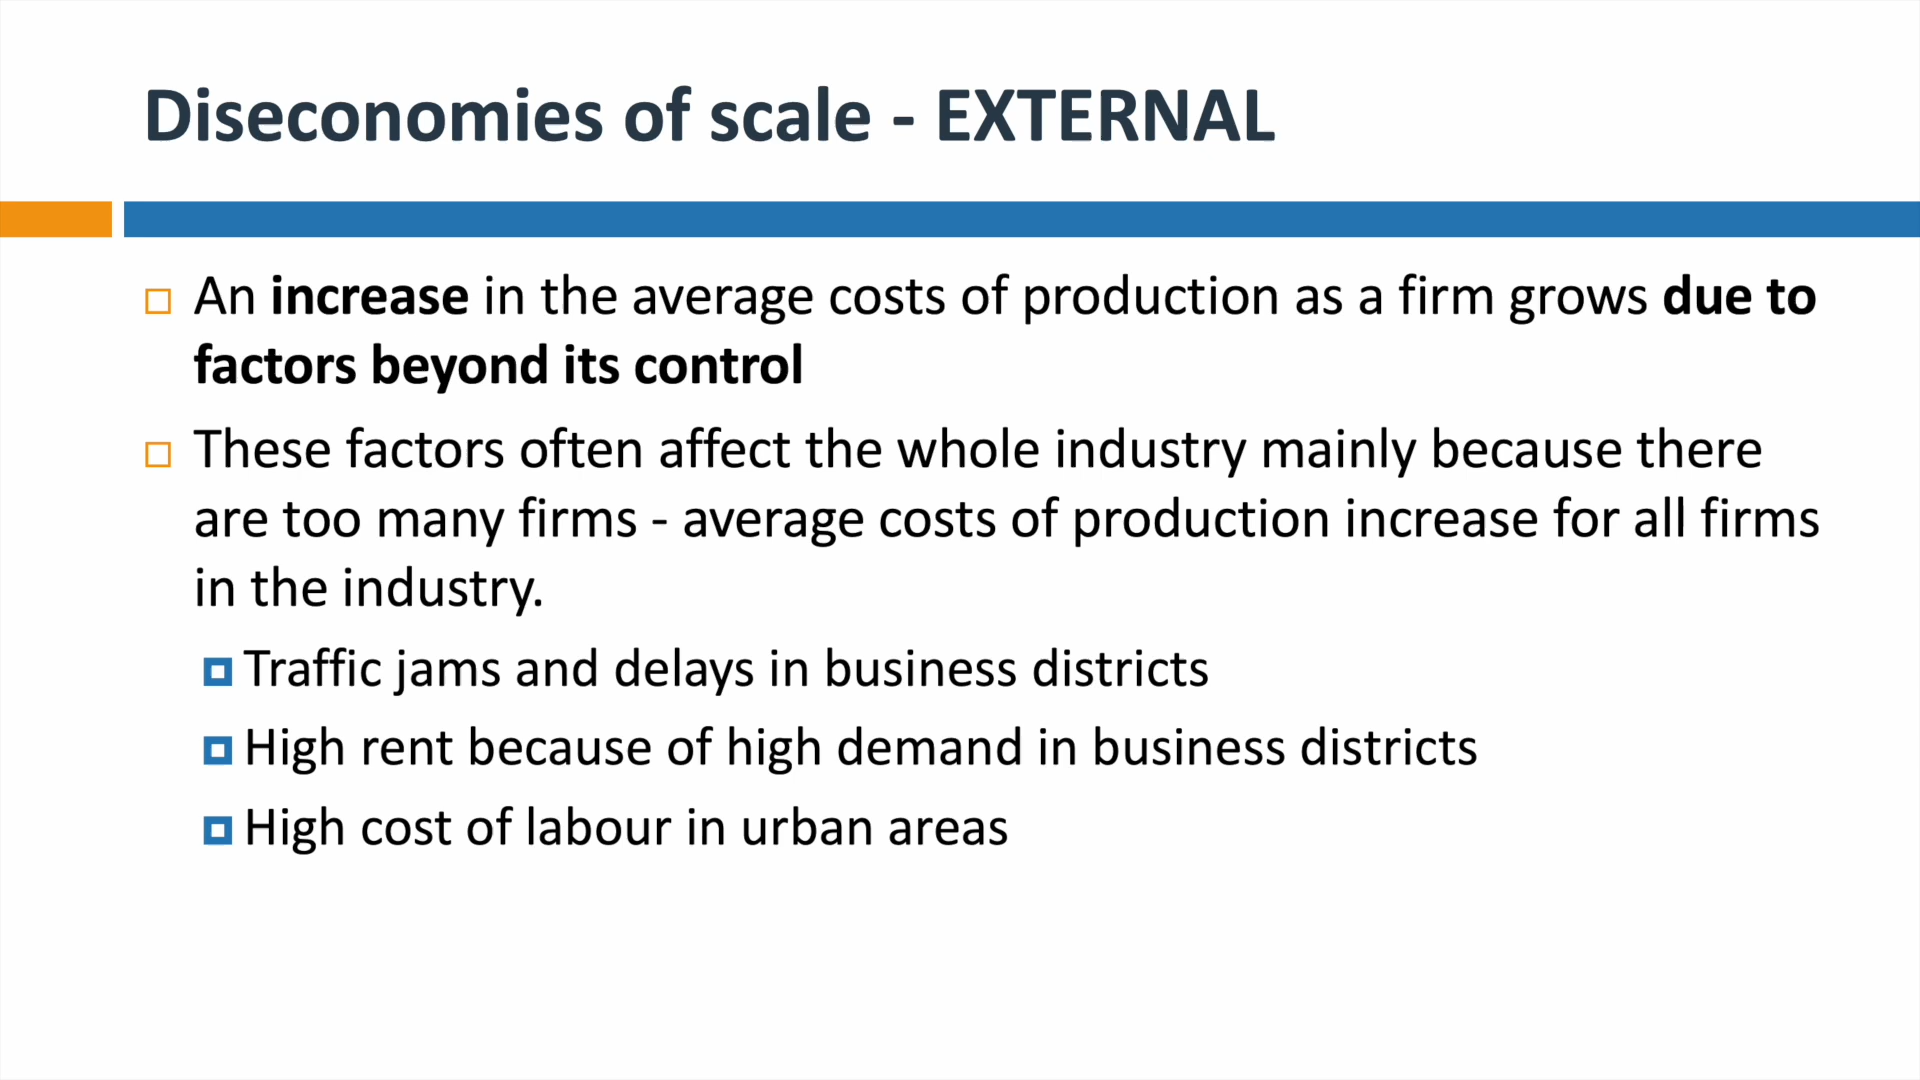 Diseconomies of scale - EXTERNAL
An increase in the average costs of production as a firm grows due to
factors beyond its control
These factors often affect the whole industry mainly because there
are too many firms - average costs of production increase for all firms
in the industry.
Traffic jams and delays in business districts
High rent because of high demand in business districts
High cost of labour in urban areas